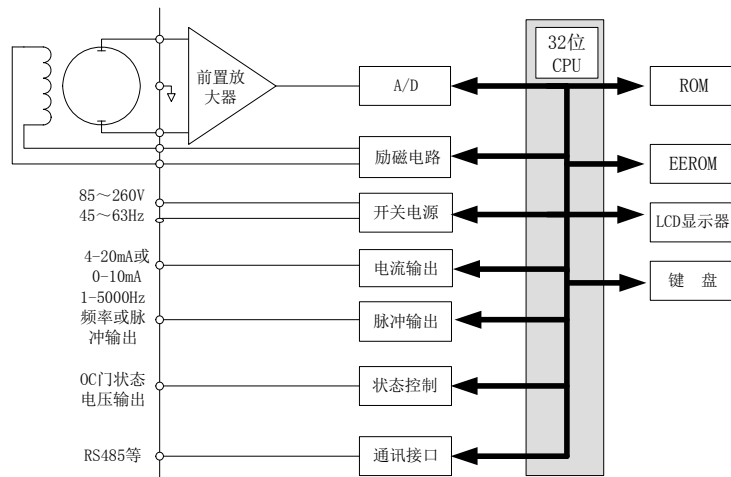 32位
CPU
前置放
大器
A/D
ROM
励磁电路
EEROM
85～260V
45～63Hz
开关电源
LCD显示器
4-20mA或
0-10mA
电流输出
键 盘
1-5000Hz
频率或脉
冲输出
脉冲输出
OC门状态
电压输出
状态控制
RS485等
通讯接口